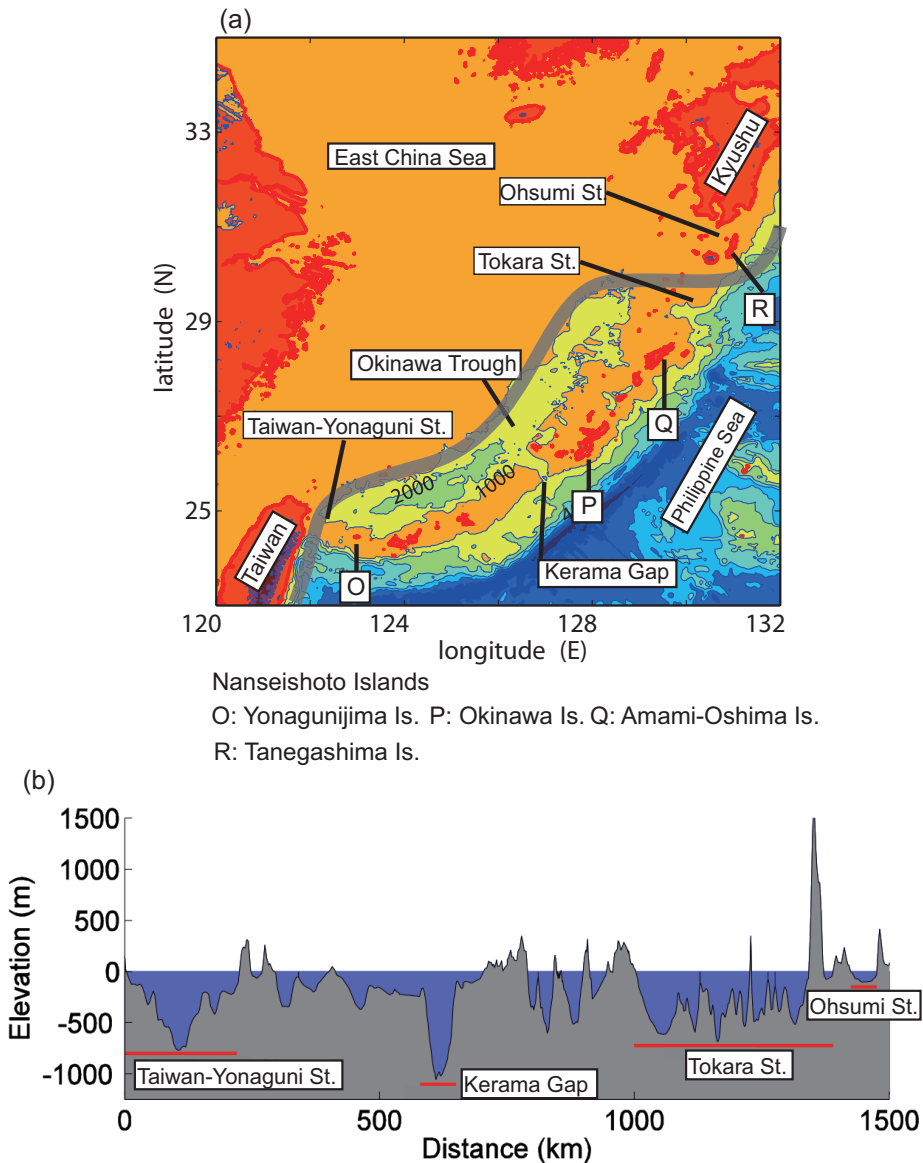 (a)
33
29
25
latitude (N)
East China Sea
Kyushu
Ohsumi St.
Tokara St.
R
Okinawa Trough
Taiwan-Yonaguni St.
Q
Philippine Sea
2000
1000
P
Taiwan
O
Kerama Gap
120
124
128
132
longitude (E)
Nanseishoto Islands
O: Yonagunijima Is. P: Okinawa Is. Q: Amami-Oshima Is.
R: Tanegashima Is.
(b)
1500
1000
500
0
-500
-1000
Elevation (m)
Ohsumi St.
Taiwan-Yonaguni St.
Kerama Gap
Tokara St.
0
500
1000
1500
Distance (km)